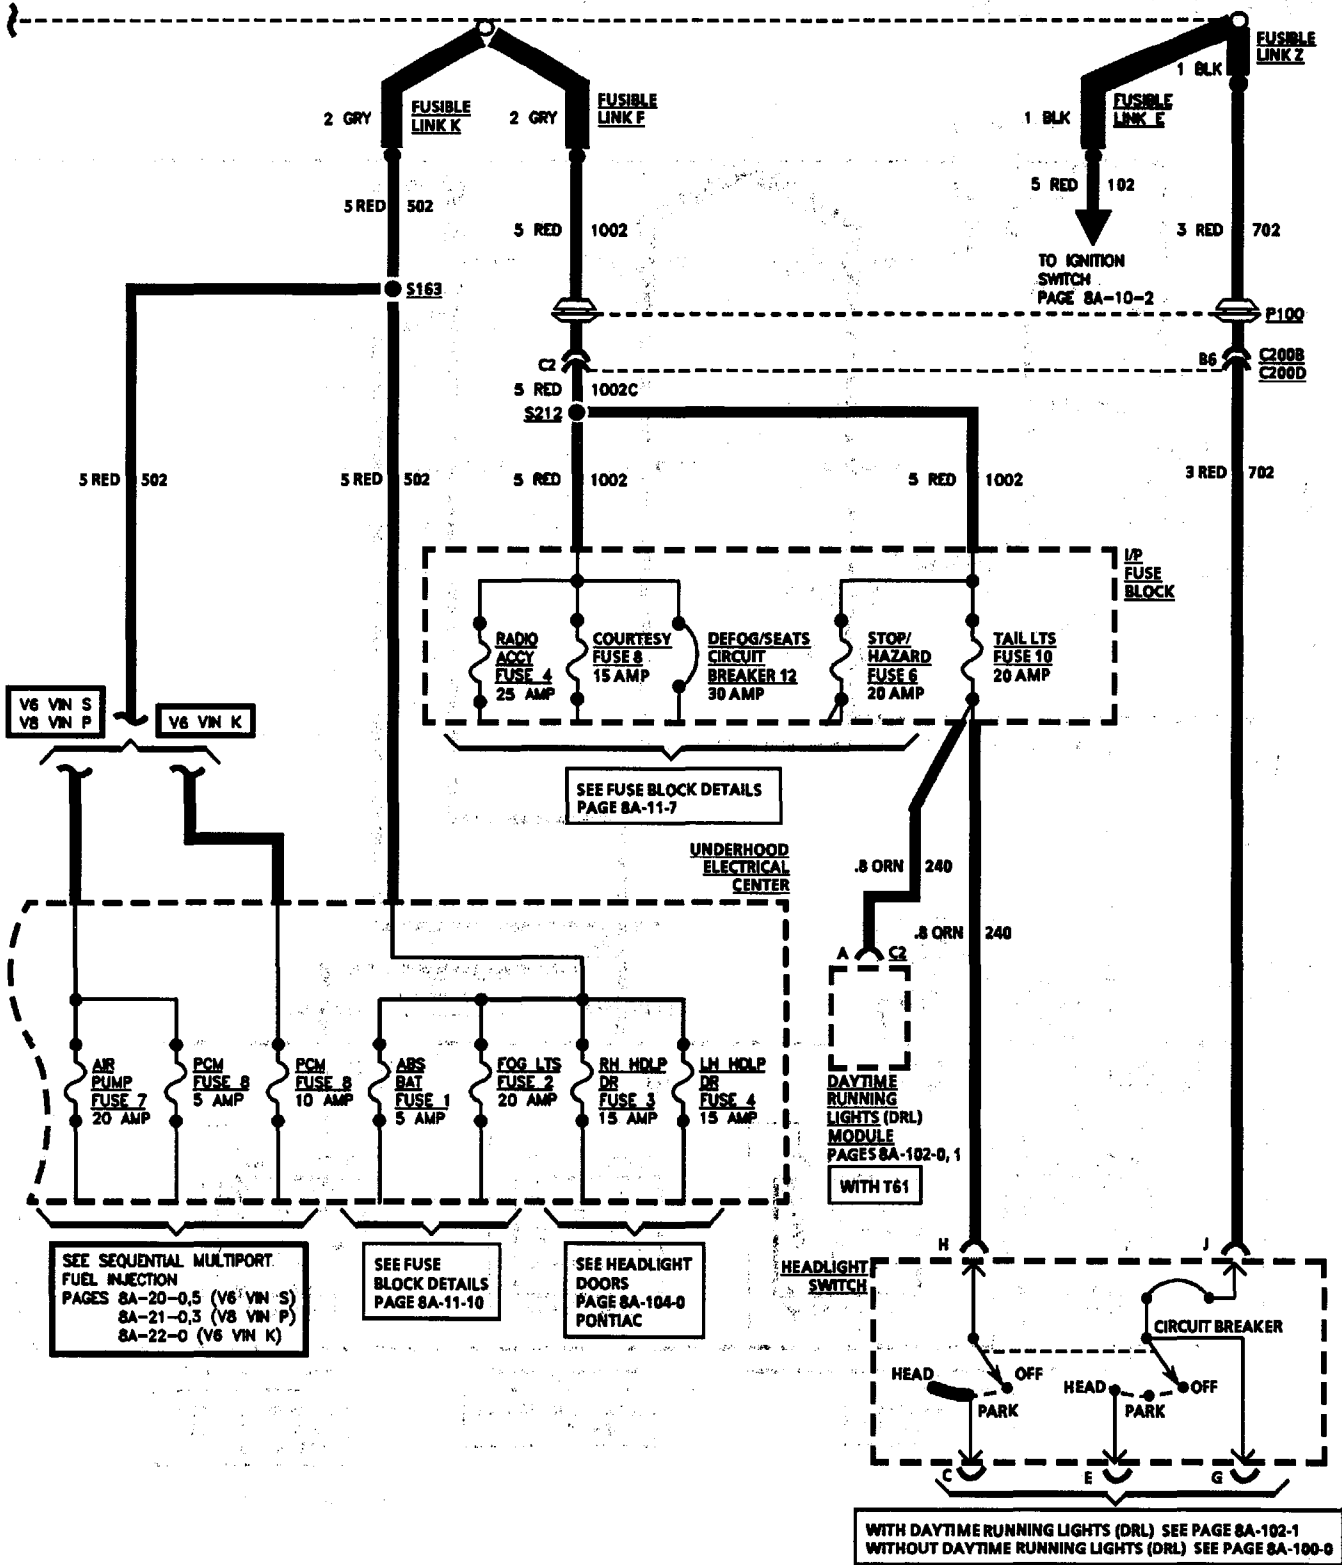 FUSIBLE
LINK Z
1 BLK
2 GRY
FUSIBLE
LINK K
2 GRY
FUSIBLE
LINK F
1 BLK
FUSIBLE
LINK E
5 RED 502
5 RED 1002
5 RED 102
3 RED 702
TO IGNITION
SWITCH
PAGE 8A-10-2
S163
P100
C2
B6
C200B
C200D
5 RED 1002C
S212
5 RED 502
5 RED 502
5 RED 1002
5 RED 1002
3 RED 702
I/P
FUSE
BLOCK
RADIO
ACCY
FUSE 4
25 AMP
COURTESY
FUSE 8
15 AMP
DEFOG/SEATS
CIRCUIT
BREAKER 12
30 AMP
STOP/
HAZARD
FUSE 6
20 AMP
TAIL LTS
FUSE 10
20 AMP
V6 VIN S
V8 VIN P
V6 VIN K
SEE FUSE BLOCK DETAILS
PAGE 8A-11-7
UNDERHOOD
ELECTRICAL
CENTER
.8 ORN 240
.8 ORN 240
A C2
AIR
PUMP
FUSE 7
20 AMP
PCM
FUSE 8
5 AMP
PCM
FUSE 8
10 AMP
ABS
BAT
FUSE 1
5 AMP
FOG LTS
FUSE 2
20 AMP
RH HDLP
DR
FUSE 3
15 AMP
LH HDLP
DR
FUSE 4
15 AMP
DAYTIME
RUNNING
LIGHTS (DRL)
MODULE
PAGES 8A-102-0, 1
WITH T61
SEE SEQUENTIAL MULTIPORT
FUEL INJECTION
PAGES 8A-20-0,5 (V6 VIN S)
8A-21-0,3 (V8 VIN P)
8A-22-0 (V6 VIN K)
SEE FUSE
BLOCK DETAILS
PAGE 8A-11-10
SEE HEADLIGHT
DOORS
PAGE 8A-104-0
PONTIAC
H
J
HEADLIGHT
SWITCH
CIRCUIT BREAKER
HEAD
OFF
PARK
HEAD
OFF
PARK
C
E
G
WITH DAYTIME RUNNING LIGHTS (DRL) SEE PAGE 8A-102-1
WITHOUT DAYTIME RUNNING LIGHTS (DRL) SEE PAGE 8A-100-0